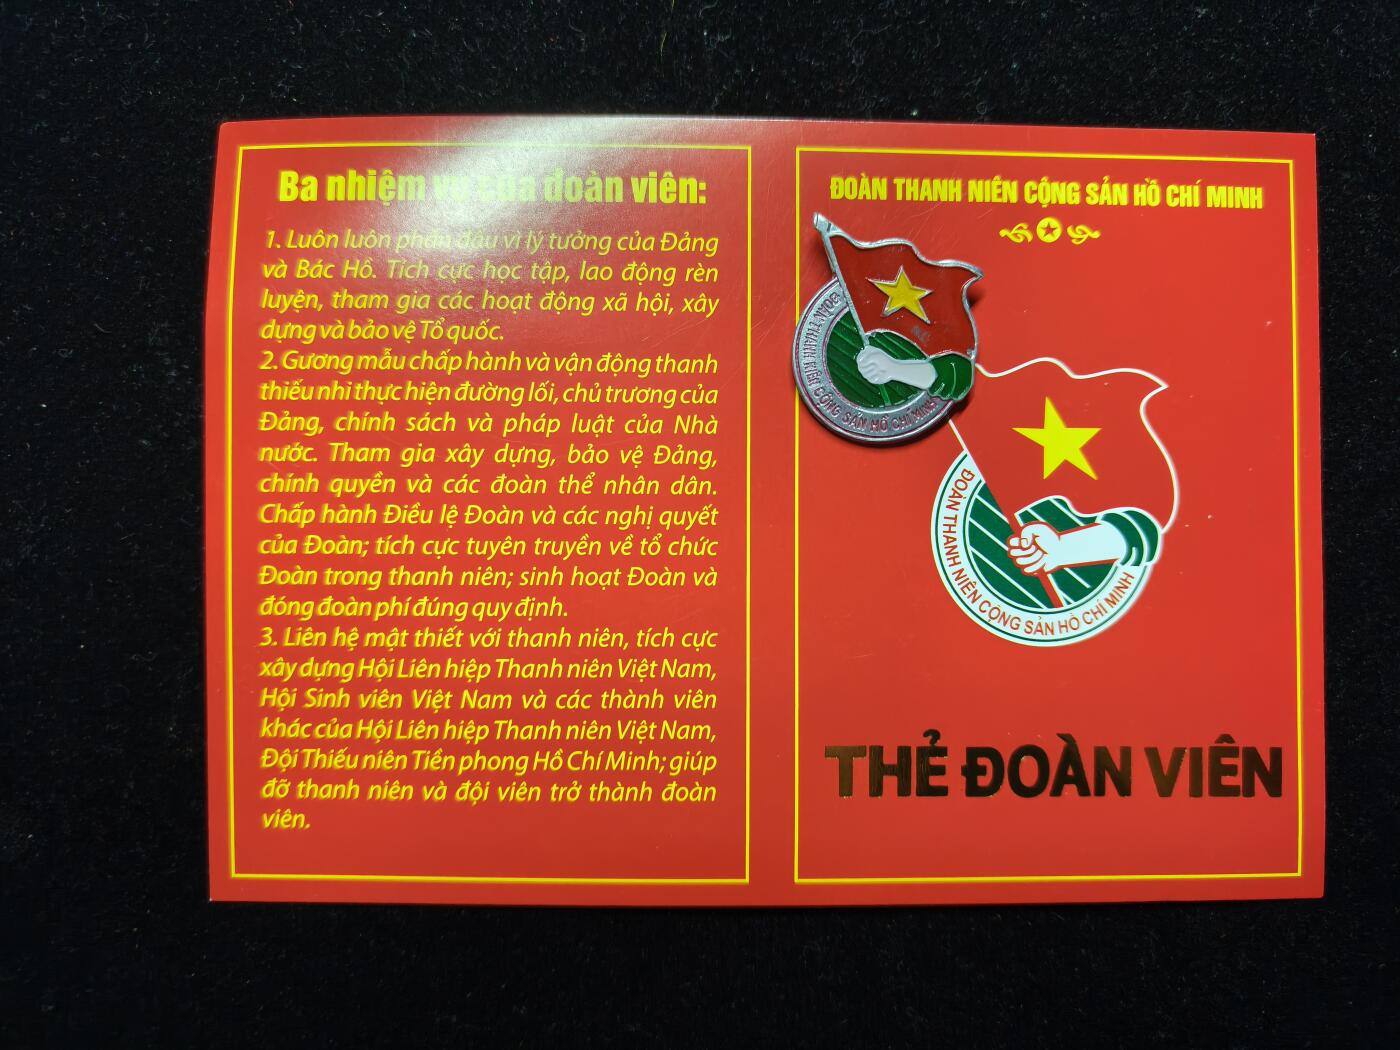 Ba nhiệm vụ của đoàn viên:
1. Luôn luôn phấn đấu vì lý tưởng của Đảng
và Bác Hồ. Tích cực học tập, lao động rèn
luyện, tham gia các hoạt động xã hội, xây
dựng và bảo vệ Tổ quốc.
2. Gương mẫu chấp hành và vận động thanh
thiếu nhi thực hiện đường lối, chủ trương của
Đảng, chính sách và pháp luật của Nhà
nước. Tham gia xây dựng, bảo vệ Đảng,
chính quyền và các đoàn thể nhân dân.
Chấp hành Điều lệ Đoàn và các nghị quyết
của Đoàn; tích cực tuyên truyền về tổ chức
Đoàn trong thanh niên; sinh hoạt Đoàn và
đóng đoàn phí đúng quy định.
3. Liên hệ mật thiết với thanh niên, tích cực
xây dựng Hội Liên hiệp Thanh niên Việt Nam,
Hội Sinh viên Việt Nam và các thành viên
khác của Hội Liên hiệp Thanh niên Việt Nam,
Đội Thiếu niên Tiền phong Hồ Chí Minh; giúp
đỡ thanh niên và đội viên trở thành đoàn
viên.
ĐOÀN THANH NIÊN CỘNG SẢN HỒ CHÍ MINH
ĐOÀN THANH NIÊN CỘNG SẢN HỒ CHÍ MINH
ĐOÀN THANH NIÊN CỘNG SẢN HỒ CHÍ MINH
THẺ ĐOÀN VIÊN